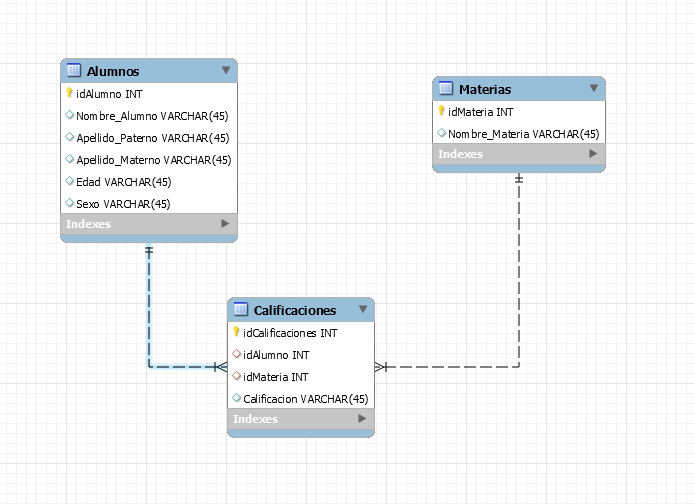 Alumnos
idAlumno INT
Nombre_Alumno VARCHAR(45)
Apellido_Paterno VARCHAR(45)
Apellido_Materno VARCHAR(45)
Edad VARCHAR(45)
Sexo VARCHAR(45)
Indexes
Materias
idMateria INT
Nombre_Materia VARCHAR(45)
Indexes
Calificaciones
idCalificaciones INT
idAlumno INT
idMateria INT
Calificacion VARCHAR(45)
Indexes